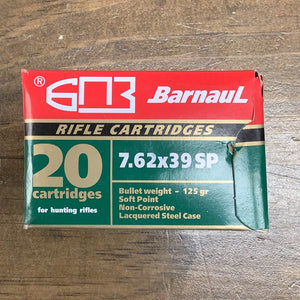 ® БПЗ BarnauL
RIFLE CARTRIDGES
20
cartridges
for hunting rifles
7.62x39 SP
Bullet weight - 125 gr
Soft Point
Non-Corrosive
Lacquered Steel Case